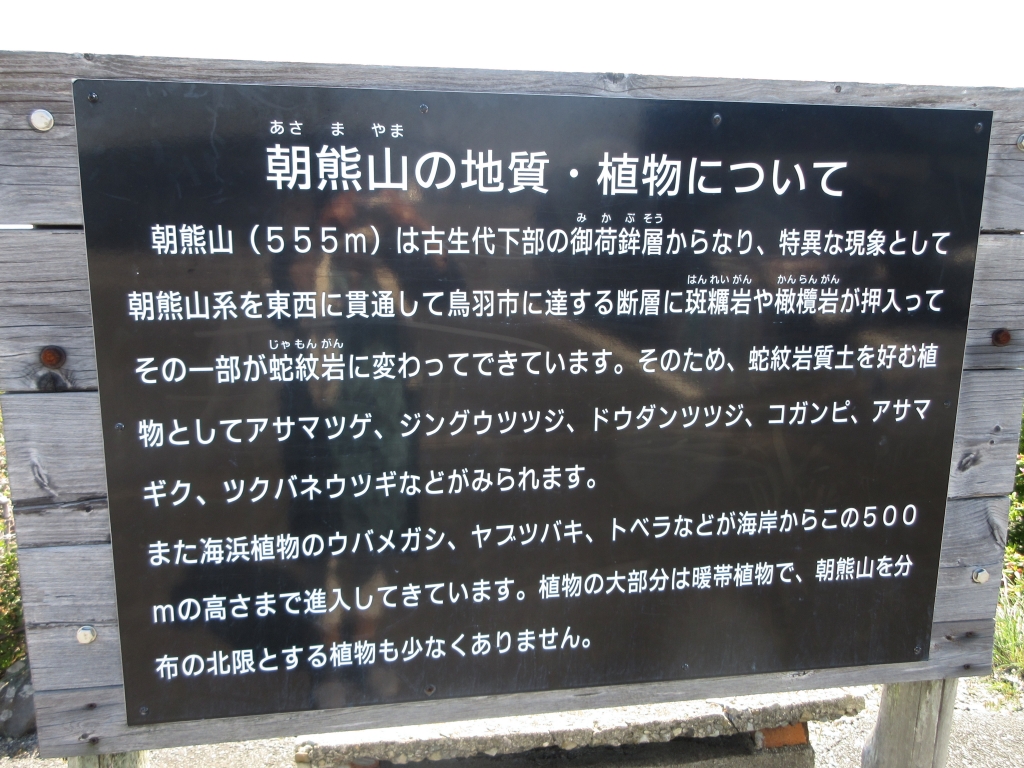 あさ ま やま
朝熊山の地質・植物について
み か ぶ そう
朝熊山（５５５ｍ）は古生代下部の御荷鉾層からなり、特異な現象として
はんれいがん かんらんがん
朝熊山系を東西に貫通して鳥羽市に達する断層に斑糲岩や橄欖岩が押入って
じゃもんがん
その一部が蛇紋岩に変わってできています。そのため、蛇紋岩質土を好む植
物としてアサマツゲ、ジングウツツジ、ドウダンツツジ、コガンピ、アサマ
ギク、ツクバネウツギなどがみられます。
また海浜植物のウバメガシ、ヤブツバキ、トベラなどが海岸からこの５００
ｍの高さまで進入してきています。植物の大部分は暖帯植物で、朝熊山を分
布の北限とする植物も少なくありません。